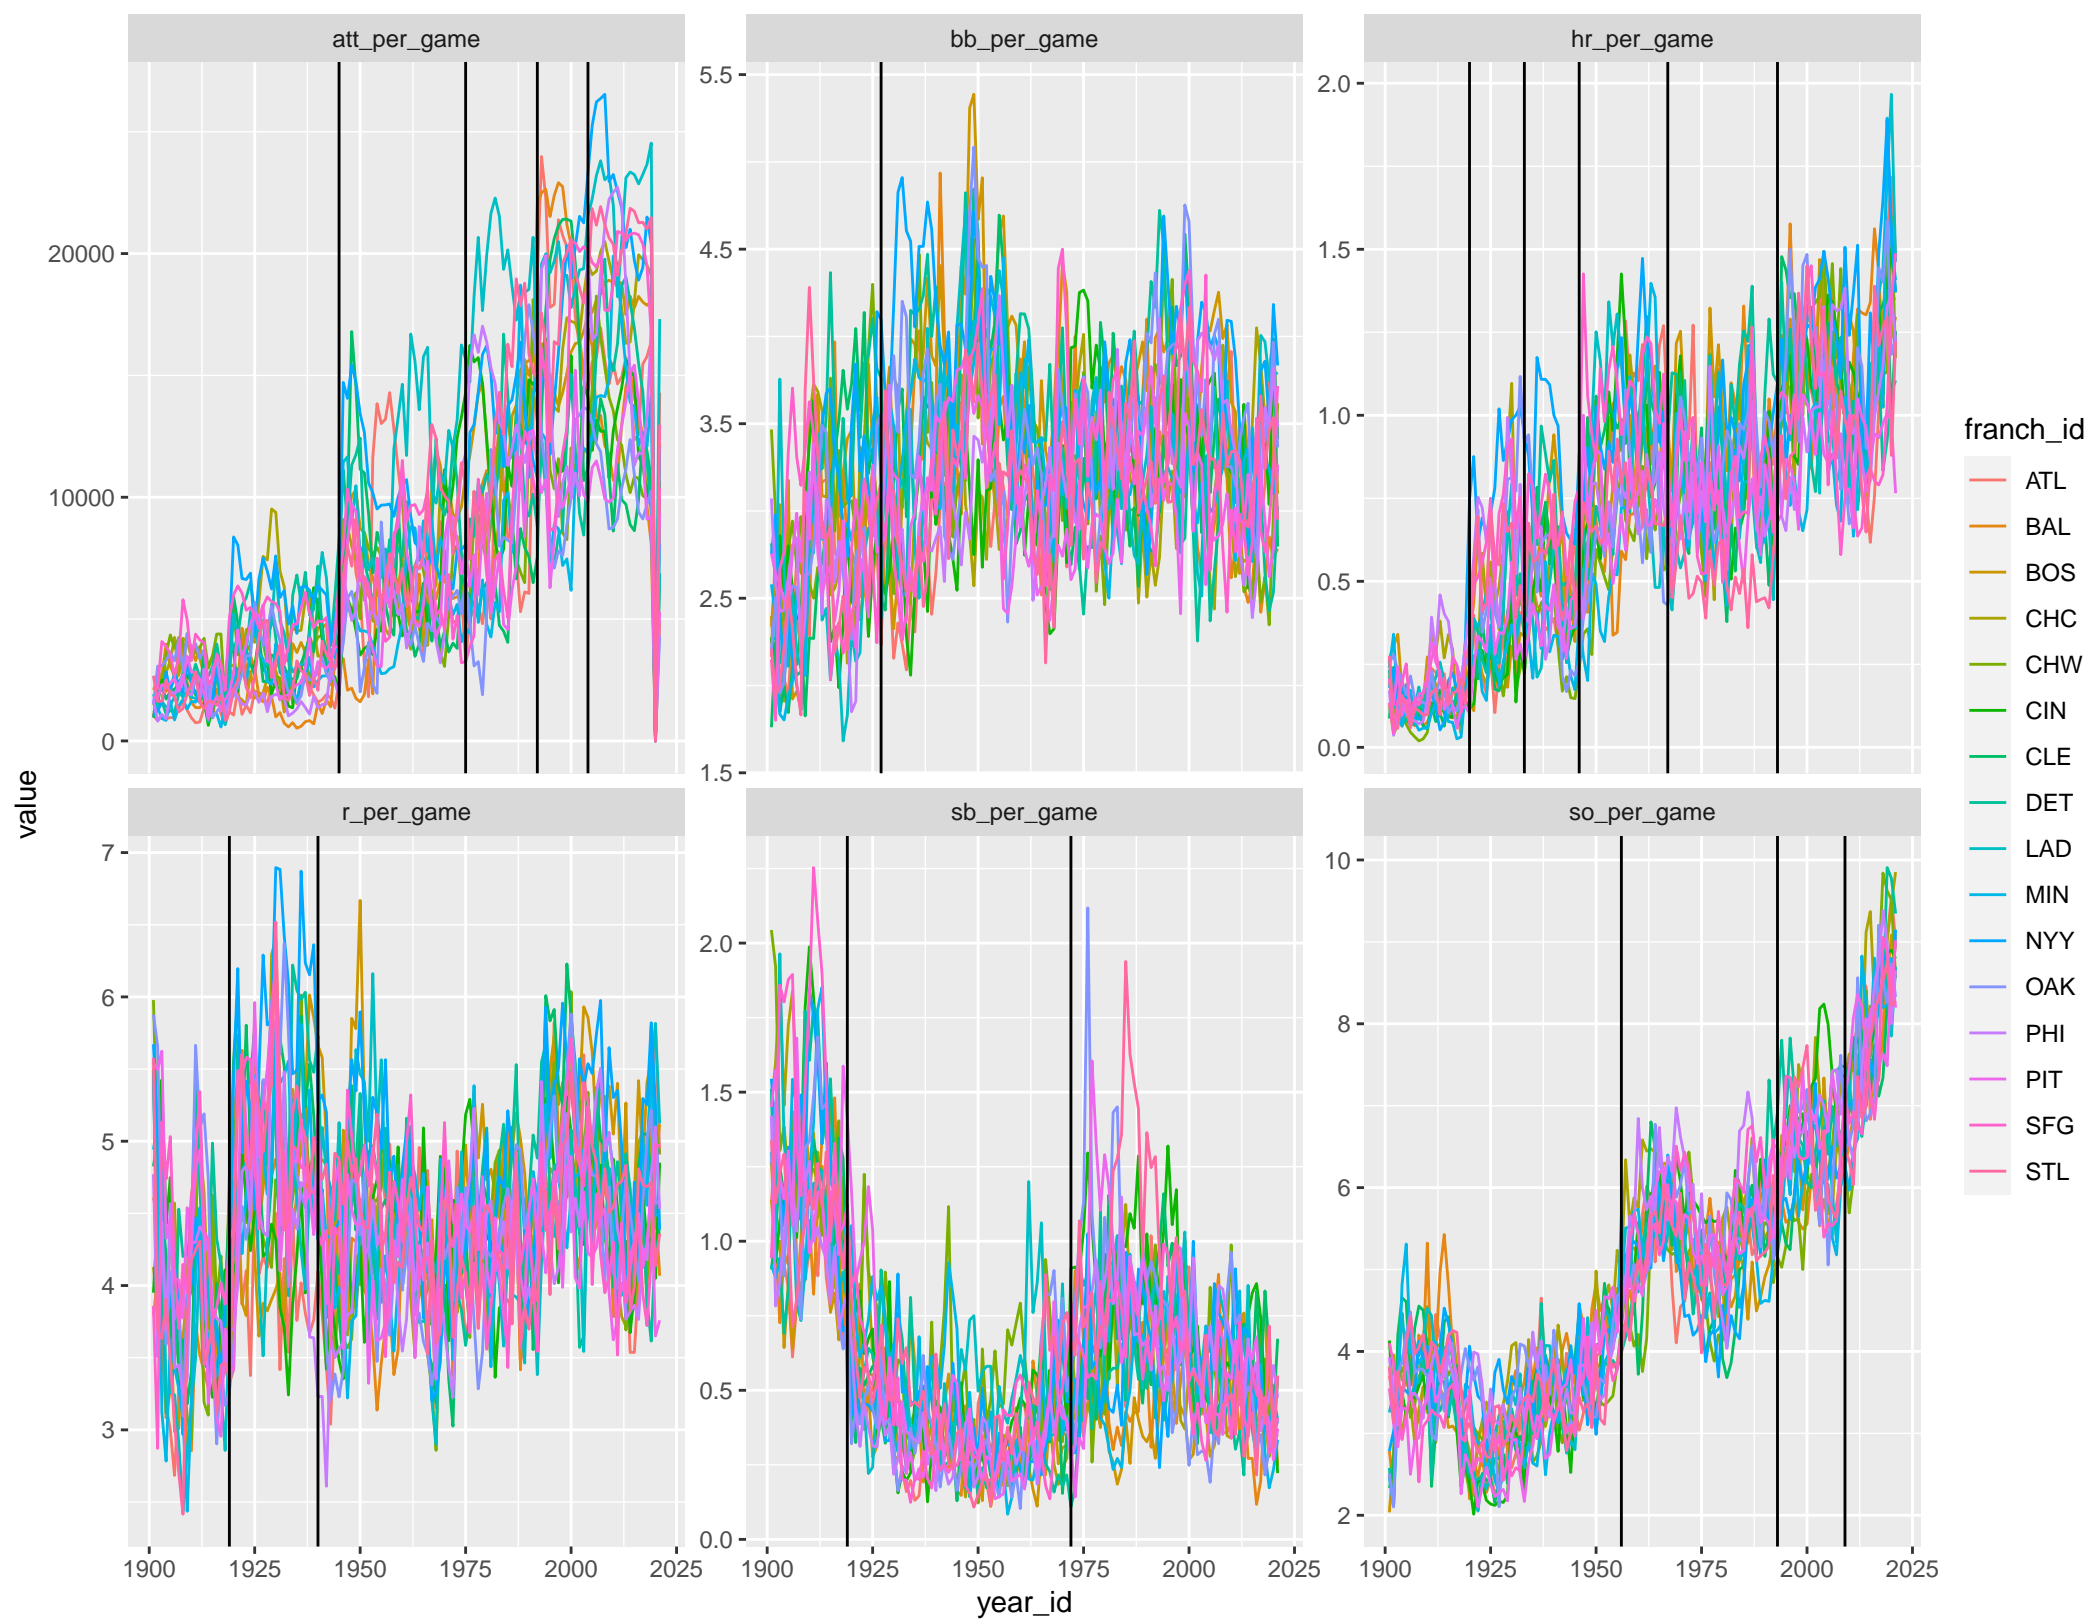 att_per_game
bb_per_game
hr_per_game
20000
10000
0
5.5
4.5
3.5
2.5
1.5
2.0
1.5
1.0
0.5
0.0
r_per_game
sb_per_game
so_per_game
7
6
5
4
3
2.0
1.5
1.0
0.5
0.0
10
8
6
4
2
1900 1925 1950 1975 2000 2025
1900 1925 1950 1975 2000 2025
1900 1925 1950 1975 2000 2025
year_id
value
franch_id
ATL
BAL
BOS
CHC
CHW
CIN
CLE
DET
LAD
MIN
NYY
OAK
PHI
PIT
SFG
STL